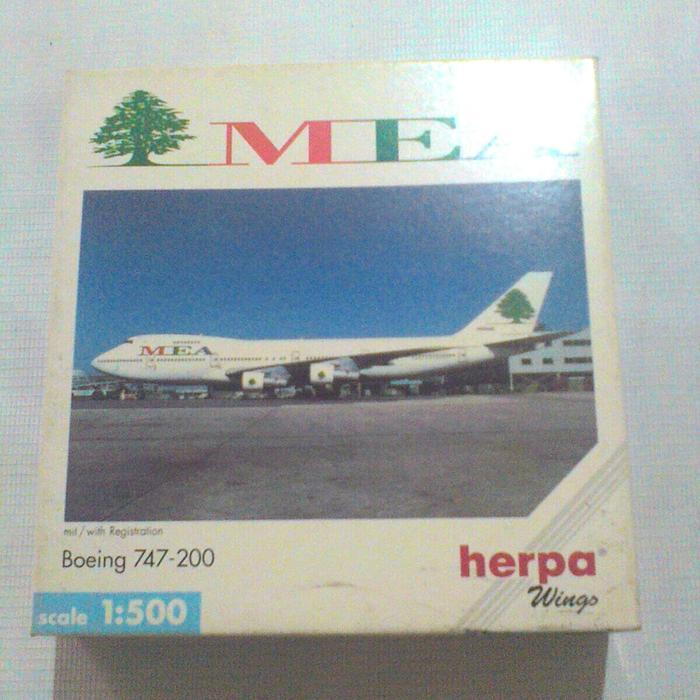 MEA
MEA
mit/with Registration
Boeing 747-200
herpa
Wings
scale 1:500